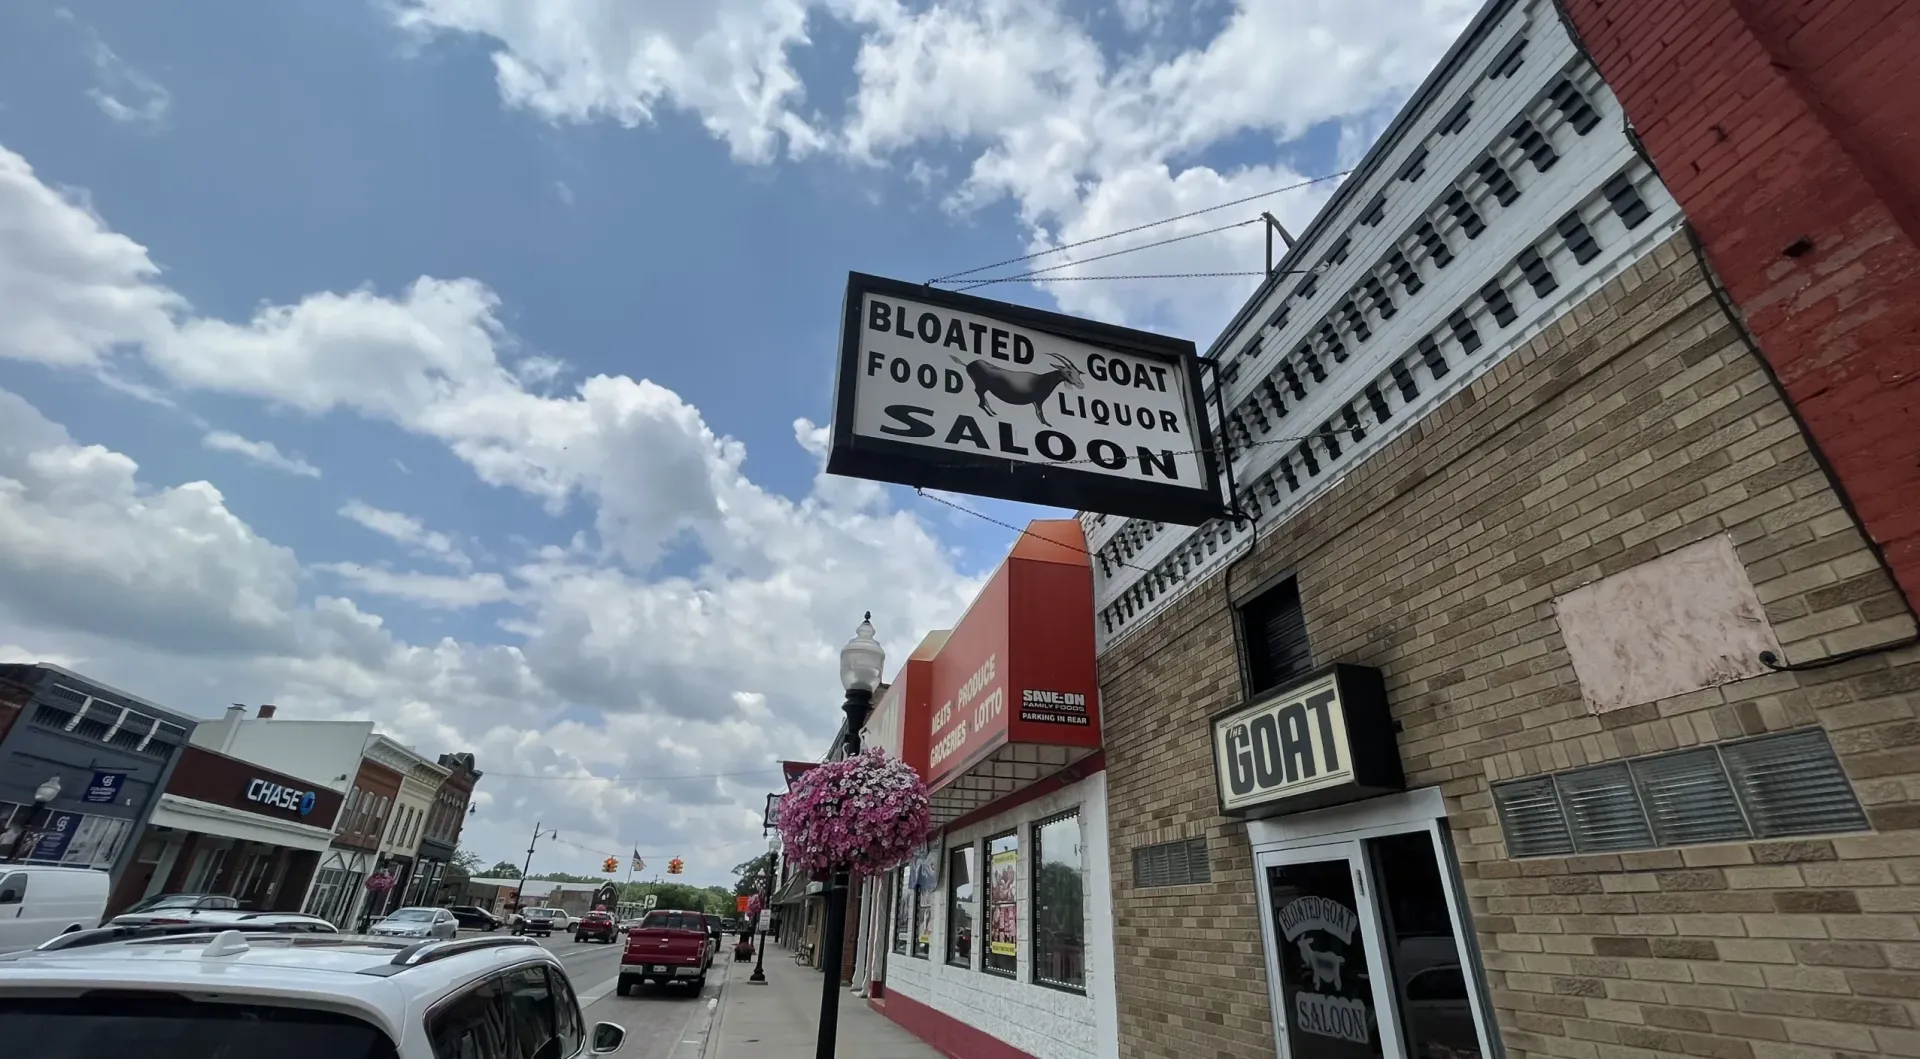 BLOATED GOAT
FOOD LIQUOR
SALOON
THE
GOAT
BLOATED GOAT
SALOON
MEATS PRODUCE
GROCERIES LOTTO
SAVE-ON
FAMILY FOODS
PARKING IN REAR
CHASE